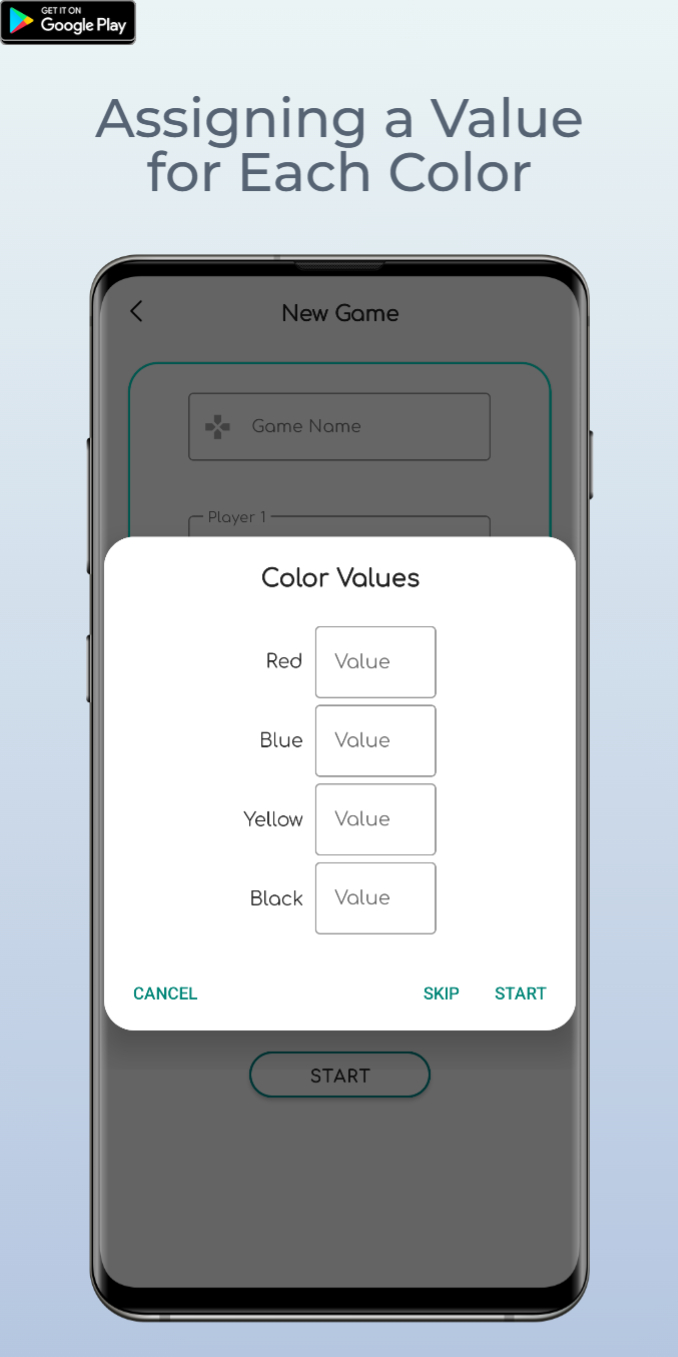 GET IT ON
Google Play
Assigning a Value
for Each Color
New Game
Game Name
Player 1
Color Values
Red Value
Blue Value
Yellow Value
Black Value
CANCEL SKIP START
START